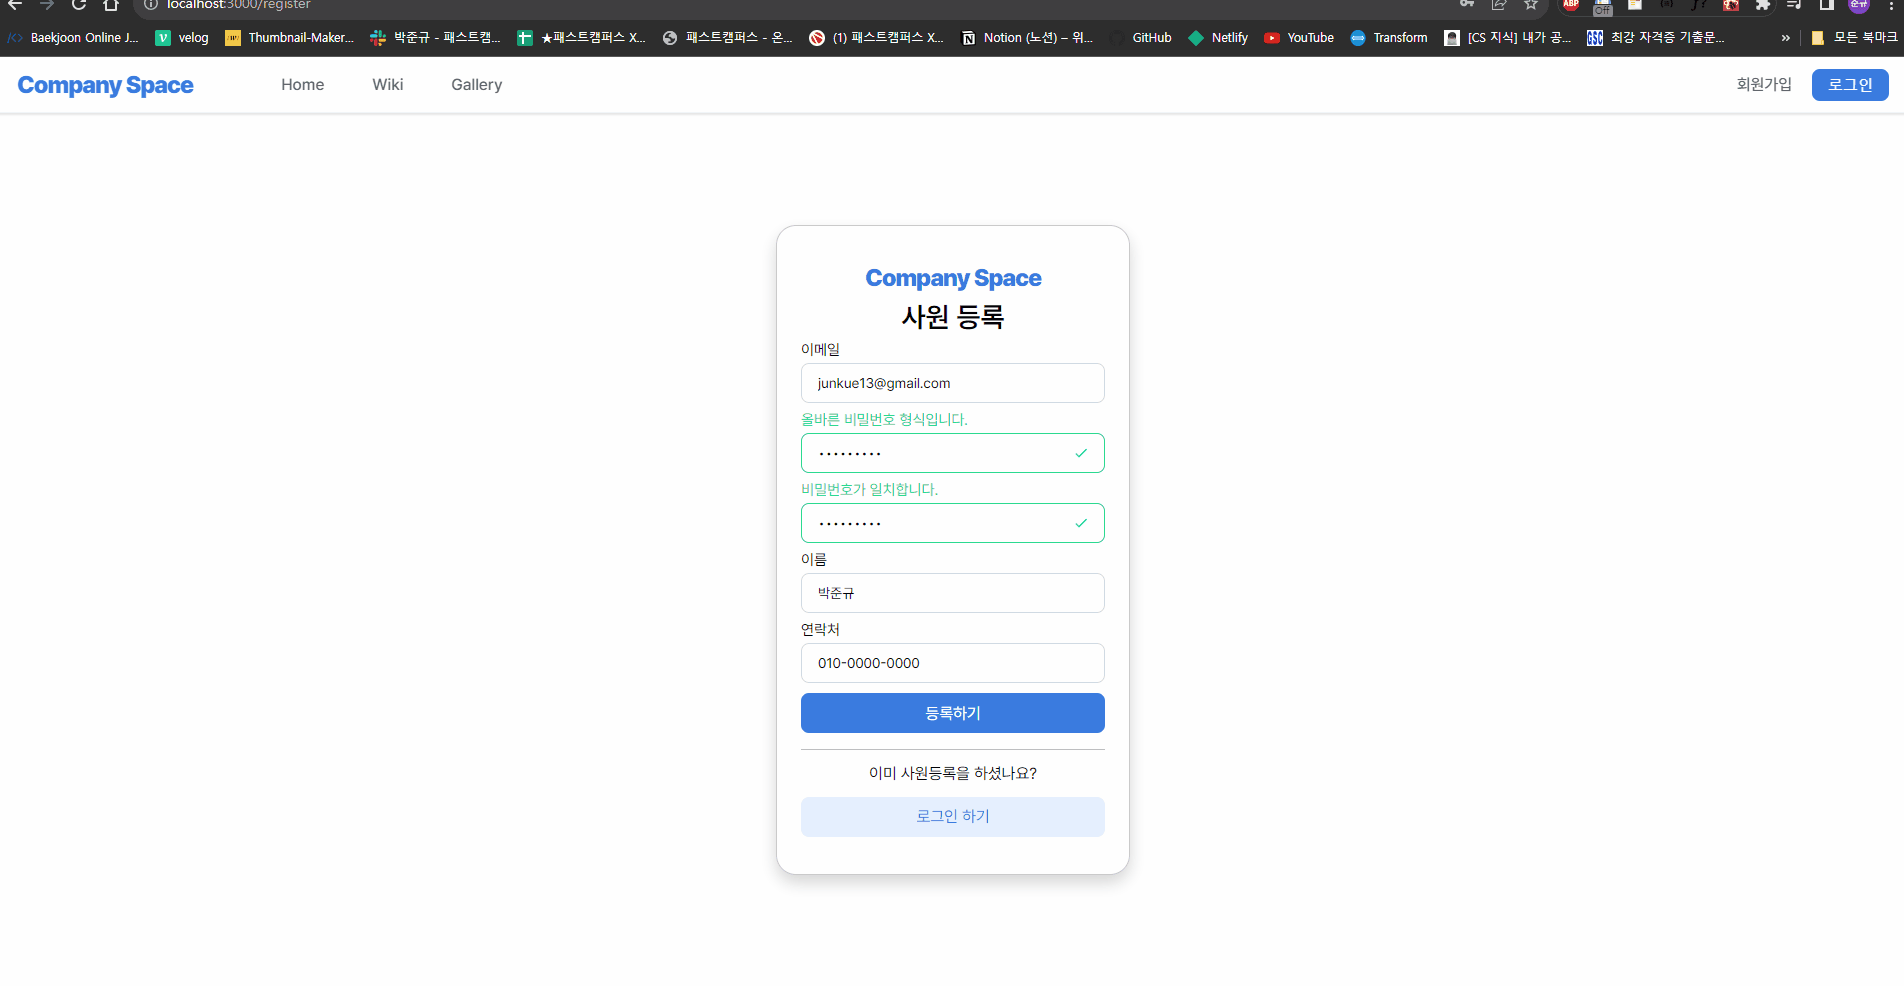 localhost:3000/register
Baekjoon Online J... velog Thumbnail-Maker... 박준규 - 패스트캠... ★패스트캠퍼스 X... 패스트캠퍼스 - 온... (1) 패스트캠퍼스 X... Notion (노션) – 위... GitHub Netlify YouTube Transform [CS 지식] 내가 공... 최강 자격증 기출문... » 모든 북마크
ABP Off 준규
Company Space Home Wiki Gallery 회원가입 로그인
Company Space
사원 등록
이메일
junkue13@gmail.com
올바른 비밀번호 형식입니다.
•••••••••
비밀번호가 일치합니다.
•••••••••
이름
박준규
연락처
010-0000-0000
등록하기
이미 사원등록을 하셨나요?
로그인 하기